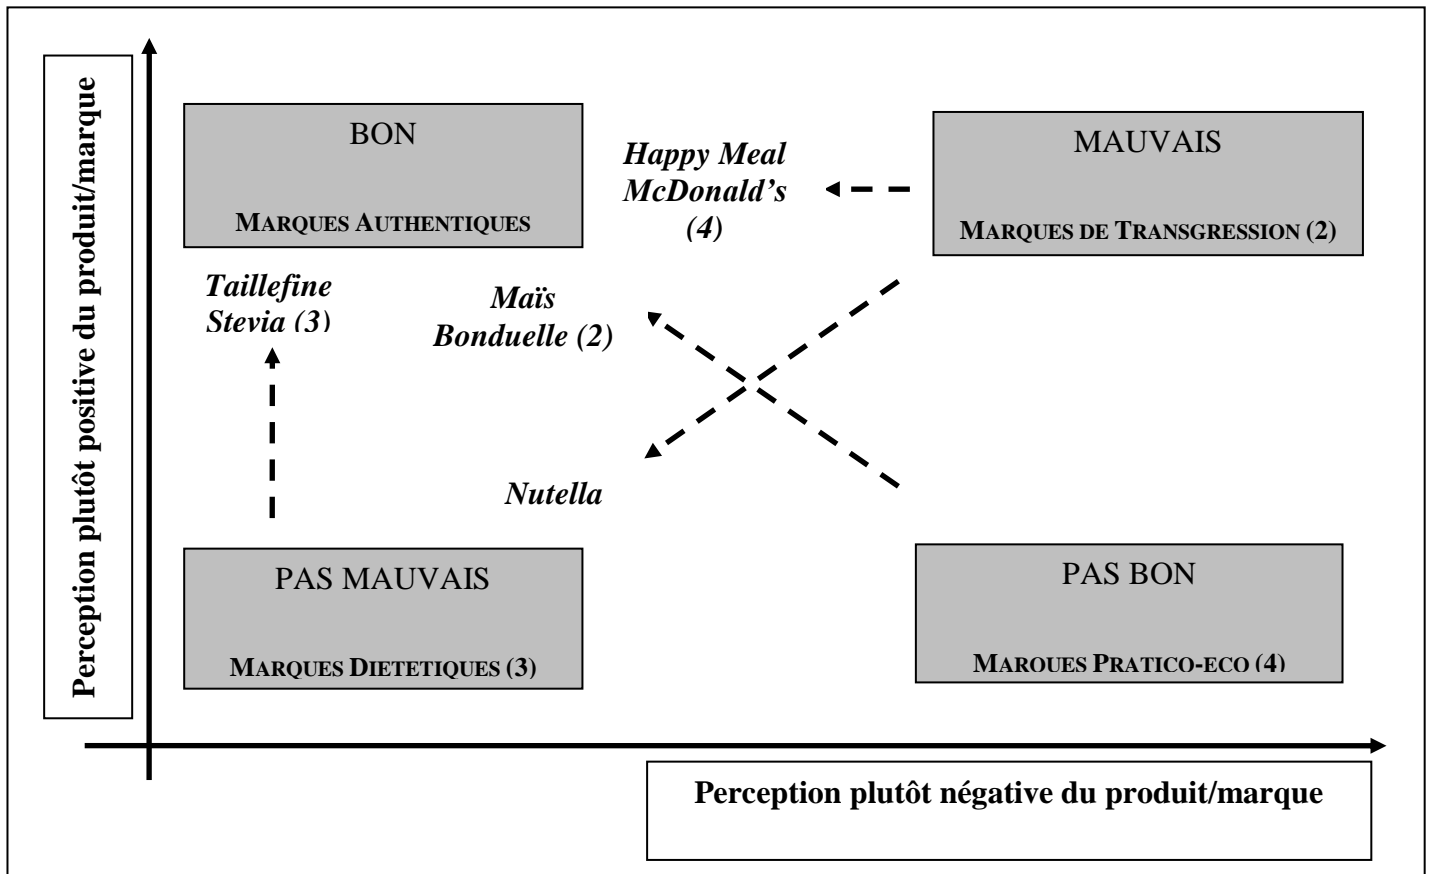 Perception plutôt positive du produit/marque
BON
MARQUES AUTHENTIQUES
Happy Meal
McDonald's
(4)
MAUVAIS
MARQUES DE TRANSGRESSION (2)
Taillefine
Stevia (3)
Maïs
Bonduelle (2)
Nutella
PAS MAUVAIS
MARQUES DIETETIQUES (3)
PAS BON
MARQUES PRATICO-ECO (4)
Perception plutôt négative du produit/marque